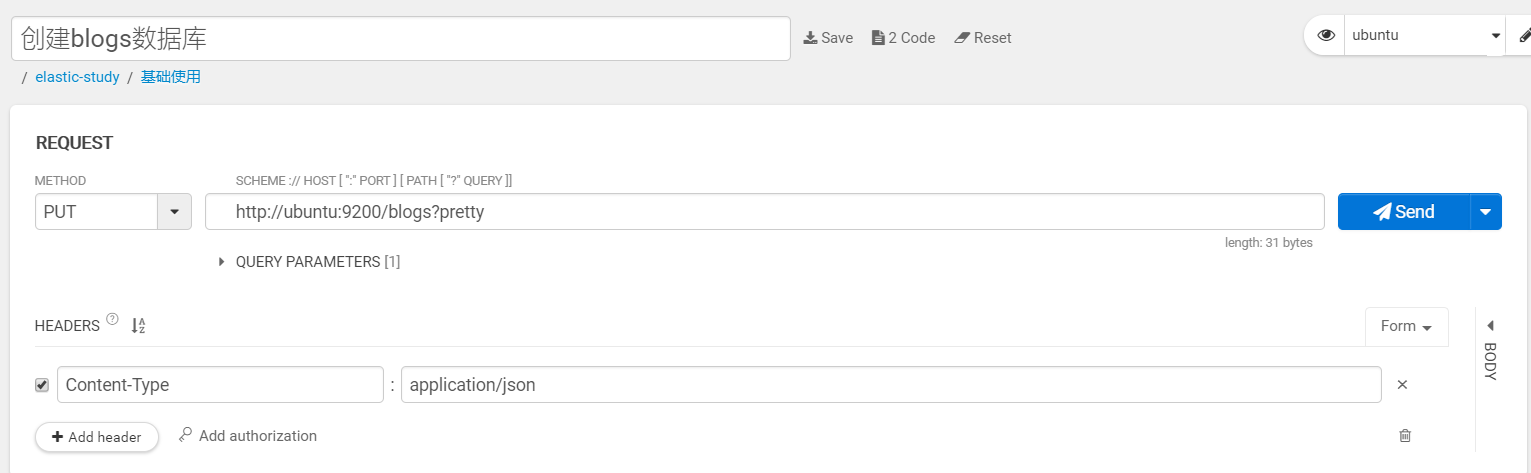 创建blogs数据库 Save 2 Code Reset ubuntu
/ elastic-study / 基础使用
REQUEST
METHOD SCHEME :// HOST [ ":" PORT ] [ PATH [ "?" QUERY ]]
PUT http://ubuntu:9200/blogs?pretty Send
length: 31 bytes
QUERY PARAMETERS [1]
HEADERS ? Form
BODY
Content-Type : application/json
Add header Add authorization